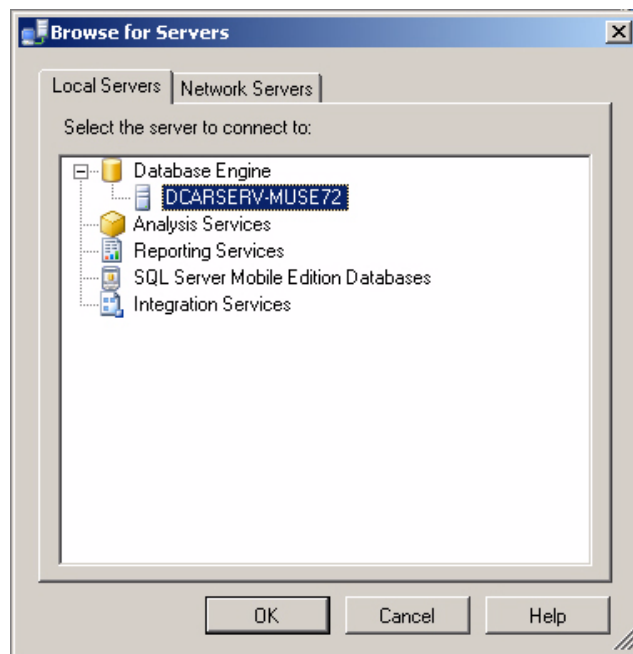 Browse for Servers
Local Servers Network Servers
Select the server to connect to:
Database Engine
DCARSERV-MUSE72
Analysis Services
Reporting Services
SQL Server Mobile Edition Databases
Integration Services
OK Cancel Help